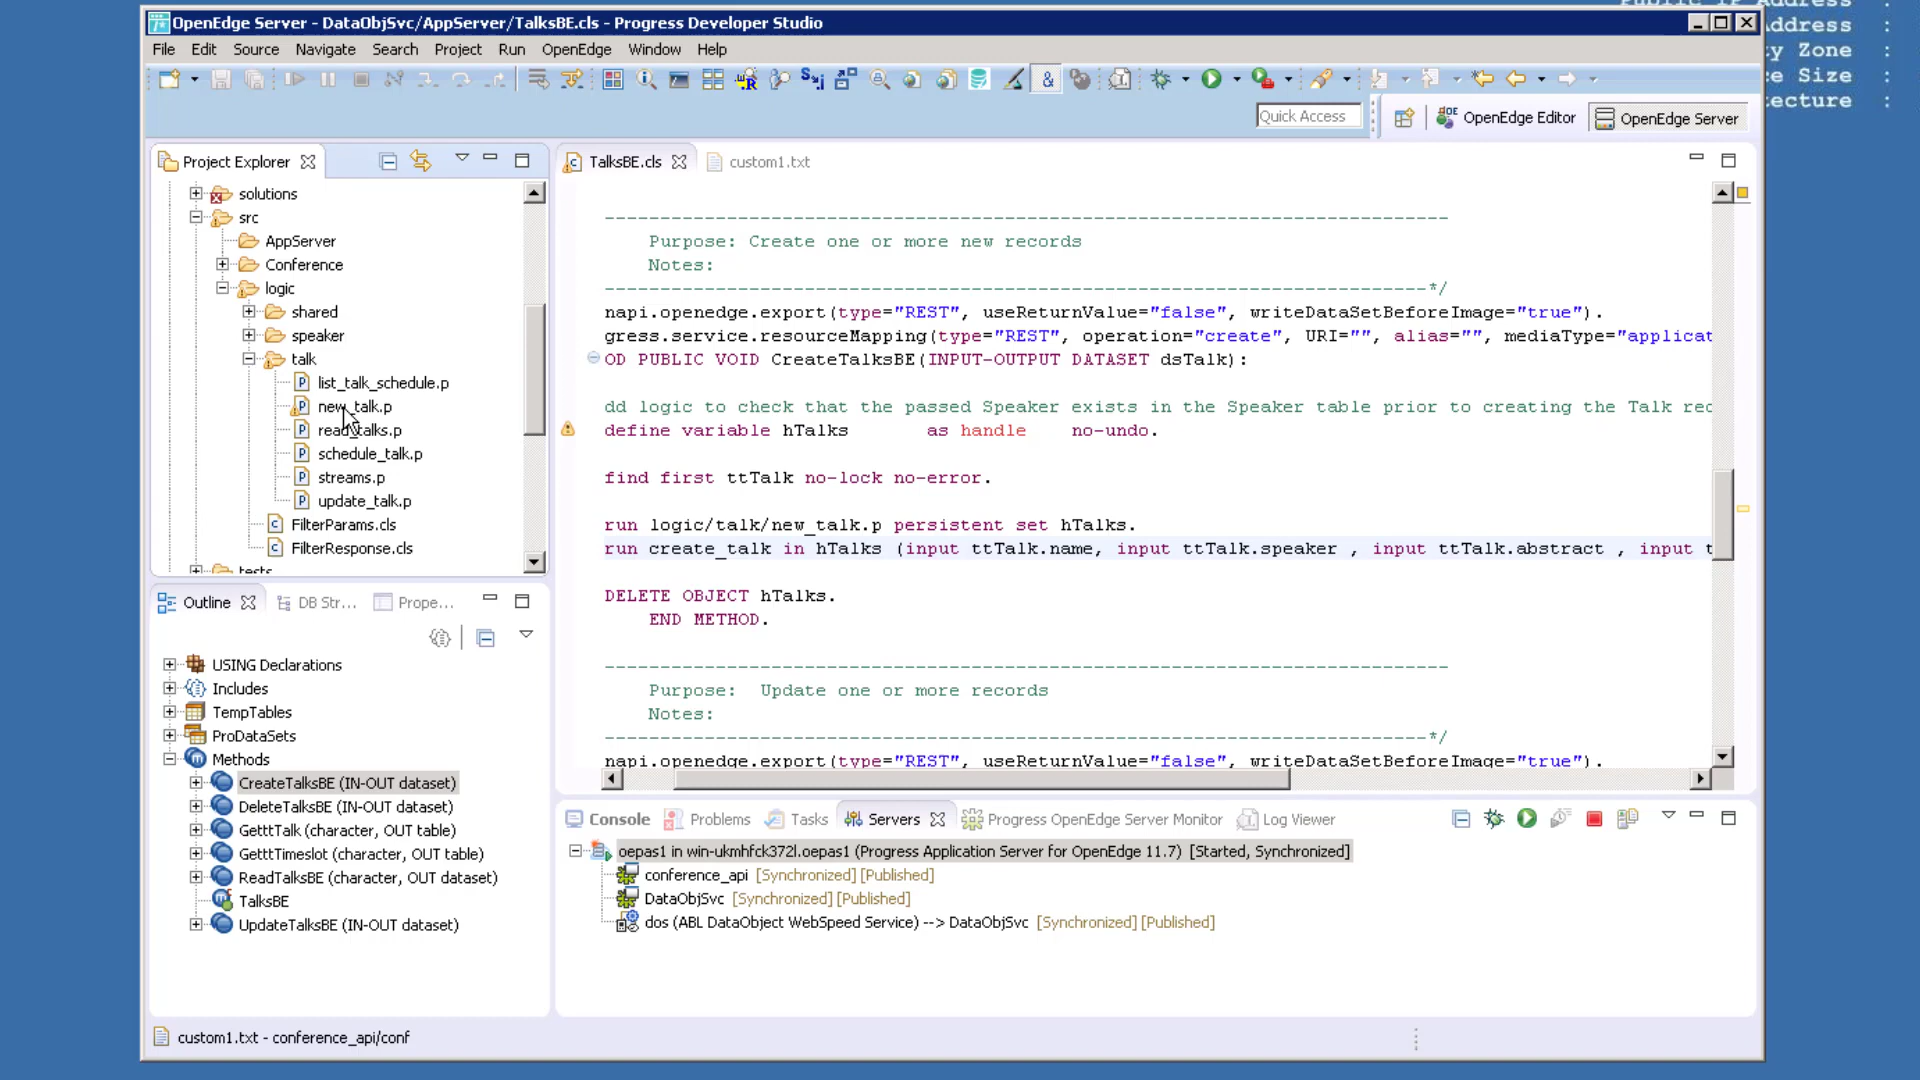 OpenEdge Server - DataObjSvc/AppServer/TalksBE.cls - Progress Developer Studio
File Edit Source Navigate Search Project Run OpenEdge Window Help
Address :
Zone :
Size :
Quick Access
OpenEdge Editor
OpenEdge Server
Project Explorer
solutions
src
AppServer
Conference
logic
shared
speaker
talk
list_talk_schedule.p
new_talk.p
read_talks.p
schedule_talk.p
streams.p
update_talk.p
FilterParams.cls
FilterResponse.cls
tests
Outline
DB Str...
Prope...
USING Declarations
Includes
TempTables
ProDataSets
Methods
CreateTalksBE (IN-OUT dataset)
DeleteTalksBE (IN-OUT dataset)
GetttTalk (character, OUT table)
GetttTimeslot (character, OUT table)
ReadTalksBE (character, OUT dataset)
TalksBE
UpdateTalksBE (IN-OUT dataset)
TalksBE.cls
custom1.txt
------------------------------------------------------------------------------
Purpose: Create one or more new records
Notes:
----------------------------------------------------------------------------*/
napi.openedge.export(type="REST", useReturnValue="false", writeDataSetBeforeImage="true").
gress.service.resourceMapping(type="REST", operation="create", URI="", alias="", mediaType="applicat
OD PUBLIC VOID CreateTalksBE(INPUT-OUTPUT DATASET dsTalk):
dd logic to check that the passed Speaker exists in the Speaker table prior to creating the Talk rec
define variable hTalks as handle no-undo.
find first ttTalk no-lock no-error.
run logic/talk/new_talk.p persistent set hTalks.
run create_talk in hTalks (input ttTalk.name, input ttTalk.speaker , input ttTalk.abstract , input t
DELETE OBJECT hTalks.
END METHOD.
------------------------------------------------------------------------------
Purpose: Update one or more records
Notes:
----------------------------------------------------------------------------*/
napi.openedge.export(type="REST", useReturnValue="false", writeDataSetBeforeImage="true").
Console
Problems
Tasks
Servers
Progress OpenEdge Server Monitor
Log Viewer
oepas1 in win-ukmhfck372l.oepas1 (Progress Application Server for OpenEdge 11.7) [Started, Synchronized]
conference_api [Synchronized] [Published]
DataObjSvc [Synchronized] [Published]
dos (ABL DataObject WebSpeed Service) --> DataObjSvc [Synchronized] [Published]
custom1.txt - conference_api/conf